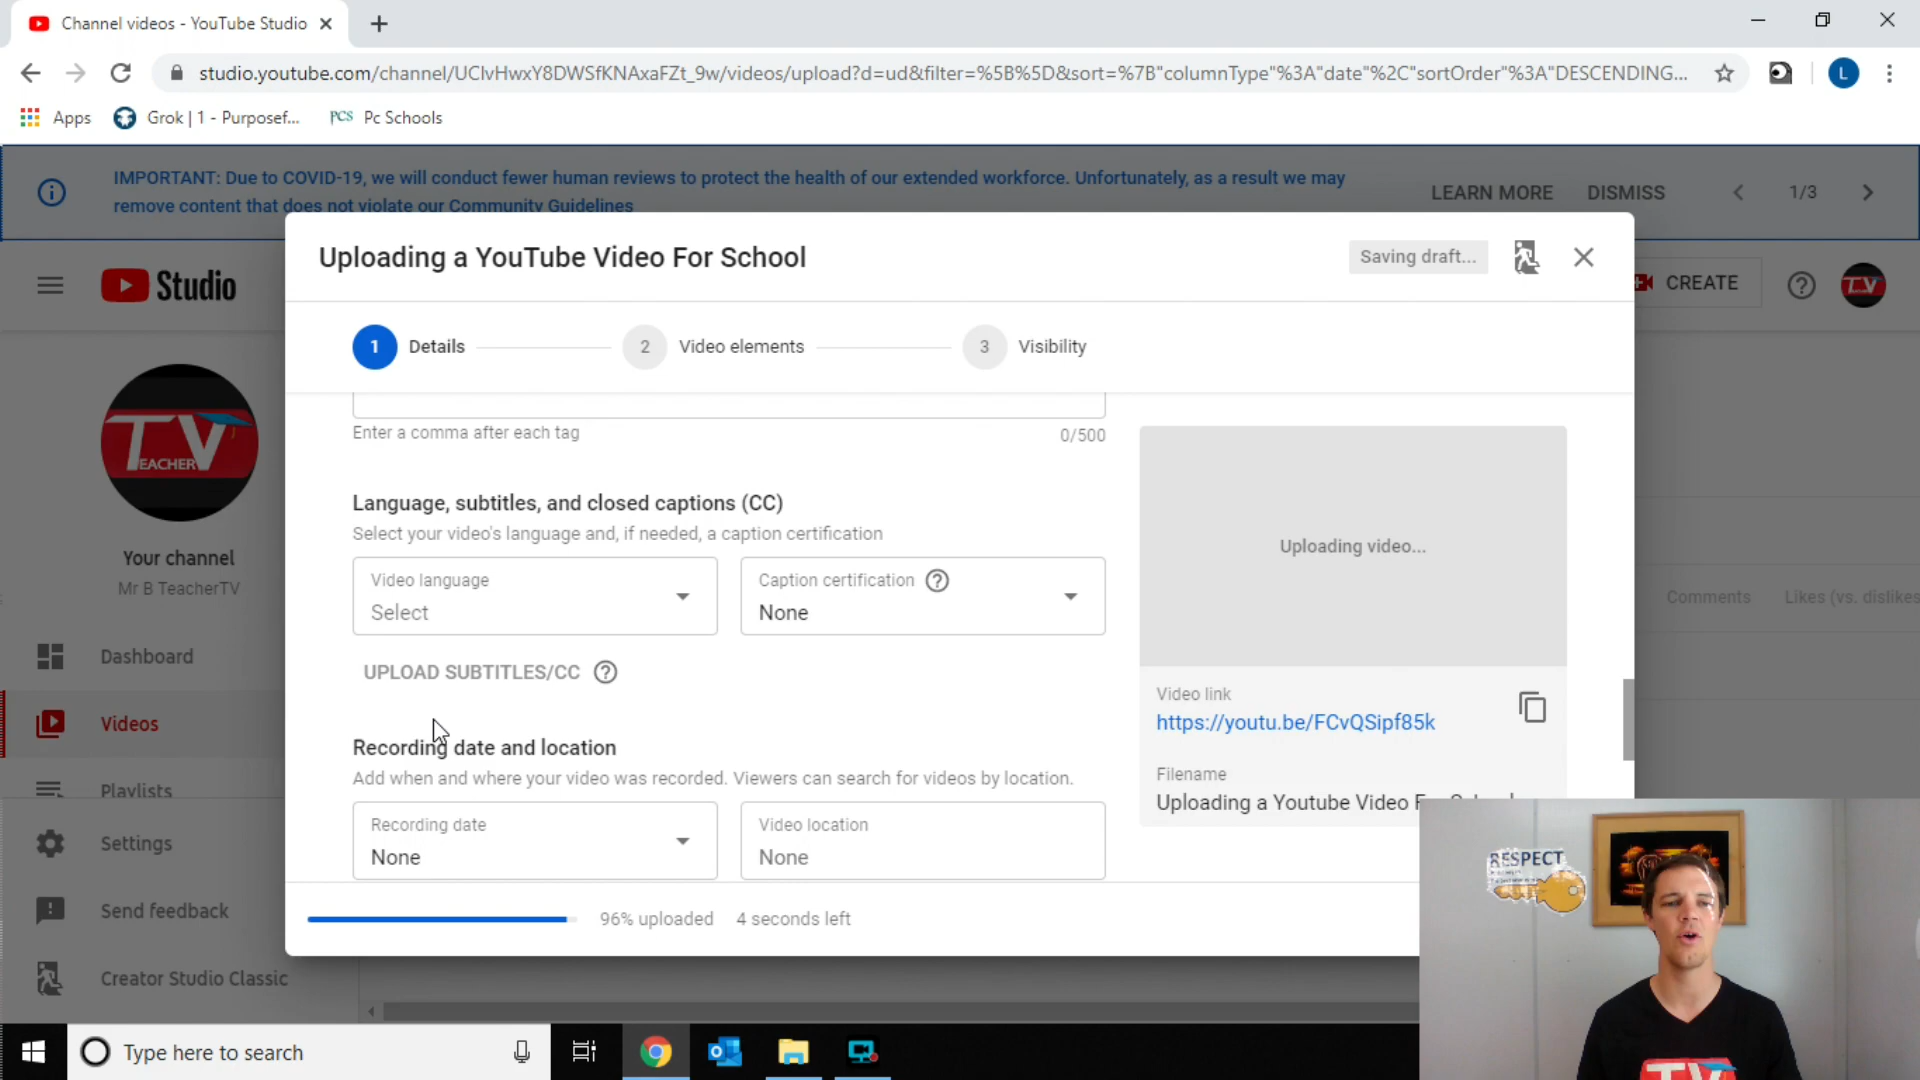 Channel videos - YouTube Studio
studio.youtube.com/channel/UClvHwxY8DWSfKNAxaFZt_9w/videos/upload?d=ud&filter=%5B%5D&sort=%7B"columnType"%3A"date"%2C"sortOrder"%3A"DESCENDING...
L
Apps
Grok | 1 - Purposef...
PCS Pc Schools
IMPORTANT: Due to COVID-19, we will conduct fewer human reviews to protect the health of our extended workforce. Unfortunately, as a result we may
remove content that does not violate our Community Guidelines
LEARN MORE
DISMISS
1/3
Studio
CREATE
TV
Uploading a YouTube Video For School
Saving draft...
1 Details
2 Video elements
3 Visibility
Enter a comma after each tag
0/500
Language, subtitles, and closed captions (CC)
Select your video's language and, if needed, a caption certification
Video language
Select
Caption certification
None
UPLOAD SUBTITLES/CC
Recording date and location
Add when and where your video was recorded. Viewers can search for videos by location.
Recording date
None
Video location
None
Uploading video...
Video link
https://youtu.be/FCvQSipf85k
Filename
Uploading a Youtube Video
96% uploaded
4 seconds left
TV
TEACHER
Your channel
Mr B TeacherTV
Dashboard
Videos
Playlists
Settings
Send feedback
Creator Studio Classic
Comments
Likes (vs. dislikes
RESPECT
TV
Type here to search